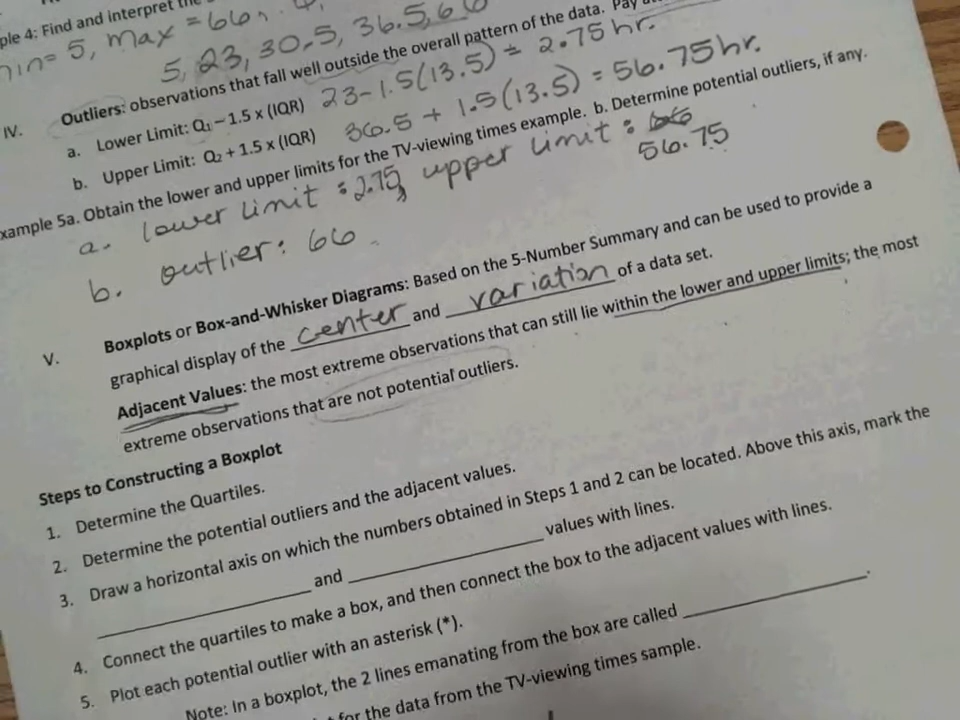 ple 4: Find and interpret the
min = 5, max = 66,
5, 23, 30.5, 36.5, 66
IV. Outliers: observations that fall well outside the overall pattern of the data. Pay
a. Lower Limit: Q₁ – 1.5 x (IQR) 23-1.5(13.5) = 2.75 hr.
b. Upper Limit: Q₂ + 1.5 x (IQR) 36.5 + 1.5(13.5) = 56.75 hr.
xample 5a. Obtain the lower and upper limits for the TV-viewing times example. b. Determine potential outliers, if any.
a. lower limit : 2.75, upper limit :
56.75
b. outlier: 66
V. Boxplots or Box-and-Whisker Diagrams: Based on the 5-Number Summary and can be used to provide a
graphical display of the center and variation of a data set.
Adjacent Values: the most extreme observations that can still lie within the lower and upper limits; the most
extreme observations that are not potential outliers.
Steps to Constructing a Boxplot
1. Determine the Quartiles.
2. Determine the potential outliers and the adjacent values.
3. Draw a horizontal axis on which the numbers obtained in Steps 1 and 2 can be located. Above this axis, mark the
and values with lines.
4. Connect the quartiles to make a box, and then connect the box to the adjacent values with lines.
5. Plot each potential outlier with an asterisk (*).
Note: In a boxplot, the 2 lines emanating from the box are called .
for the data from the TV-viewing times sample.